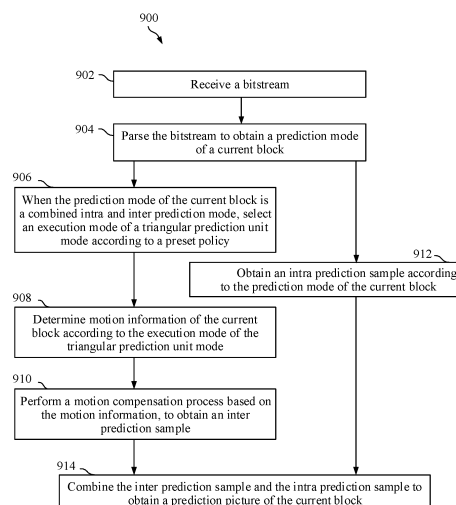 900
902
Receive a bitstream
904
Parse the bitstream to obtain a prediction mode
of a current block
906
When the prediction mode of the current block is
a combined intra and inter prediction mode, select
an execution mode of a triangular prediction unit
mode according to a preset policy
912
Obtain an intra prediction sample according
to the prediction mode of the current block
908
Determine motion information of the current
block according to the execution mode of the
triangular prediction unit mode
910
Perform a motion compensation process based on
the motion information, to obtain an inter
prediction sample
914
Combine the inter prediction sample and the intra prediction sample to
obtain a prediction picture of the current block